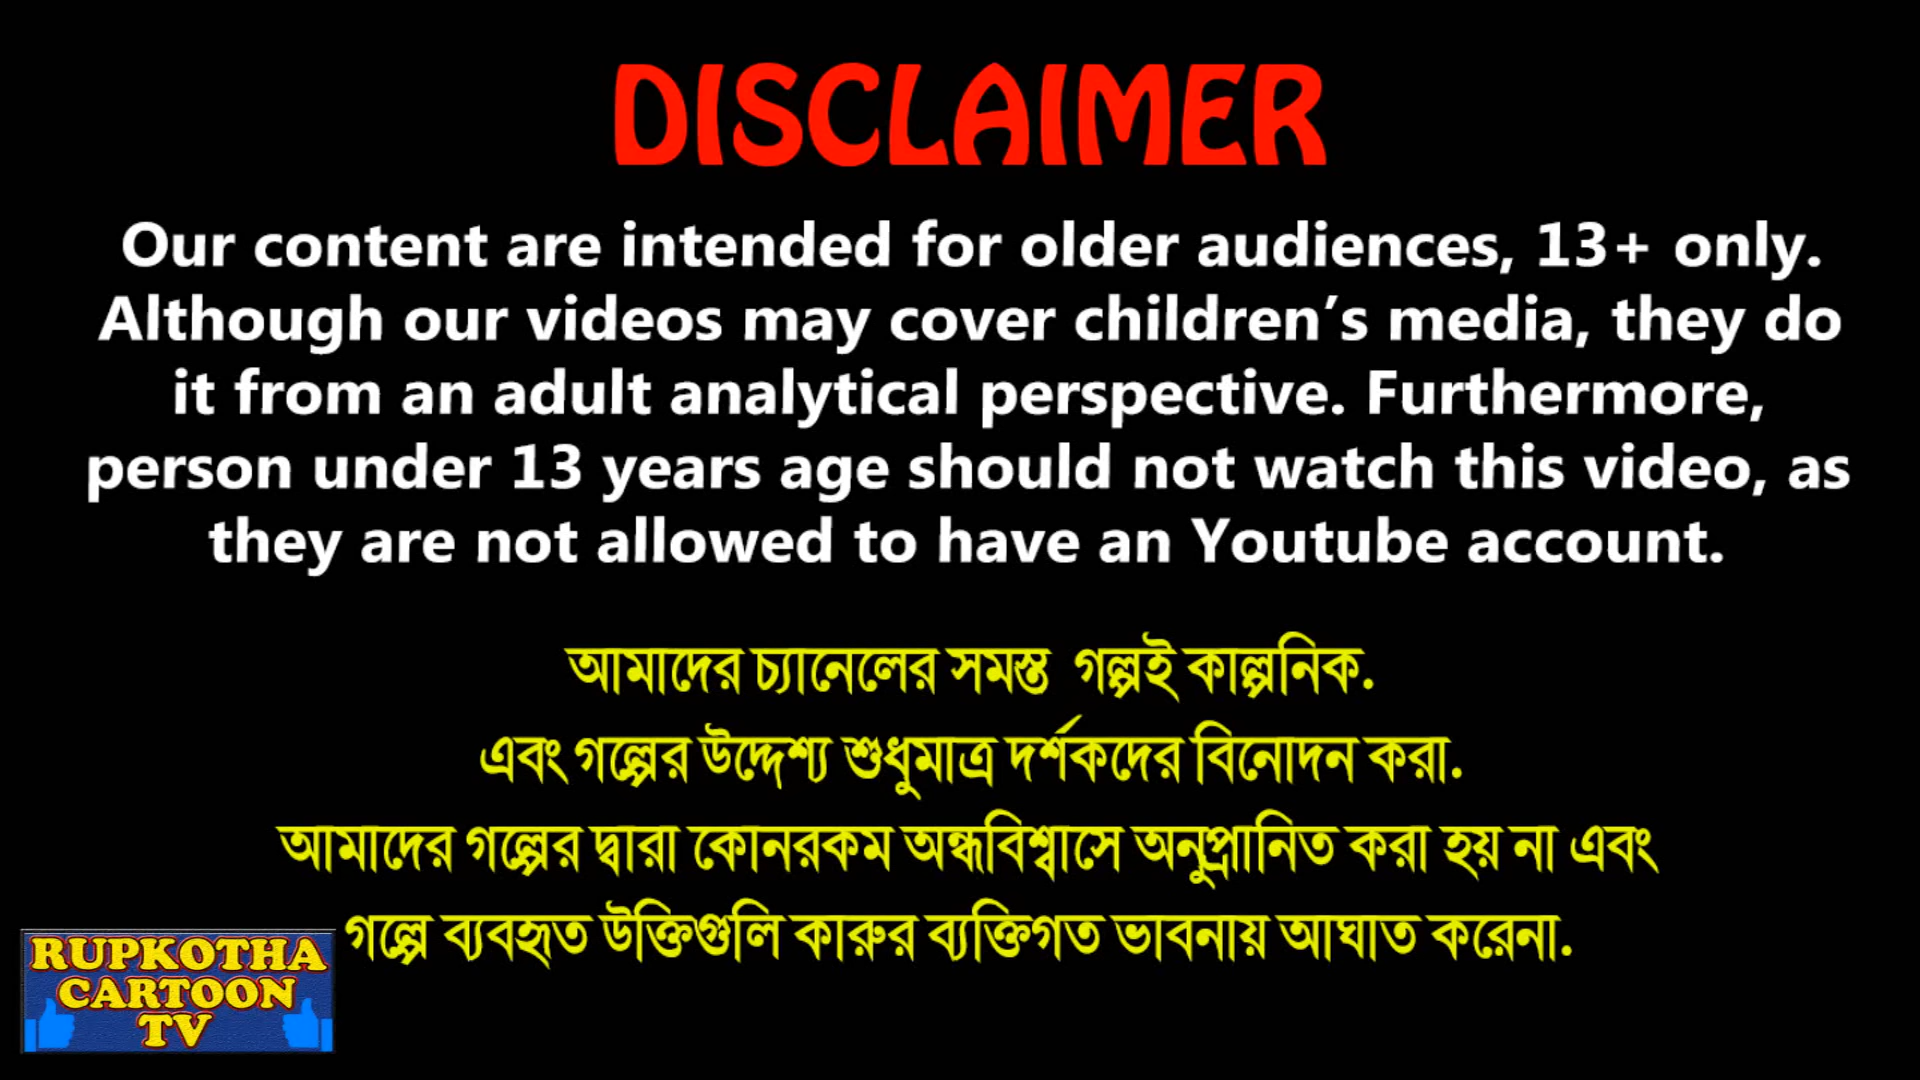 DISCLAIMER
Our content are intended for older audiences, 13+ only.
Although our videos may cover children’s media, they do
it from an adult analytical perspective. Furthermore,
person under 13 years age should not watch this video, as
they are not allowed to have an Youtube account.
আমাদের চ্যানেলের সমস্ত গল্পই কাল্পনিক.
এবং গল্পের উদ্দেশ্য শুধুমাত্র দর্শকদের বিনোদন করা.
আমাদের গল্পের দ্বারা কোনরকম অন্ধবিশ্বাসে অনুপ্রানিত করা হয় না এবং
গল্পে ব্যবহৃত উক্তিগুলি কারুর ব্যক্তিগত ভাবনায় আঘাত করেনা.
RUPKOTHA
CARTOON
TV